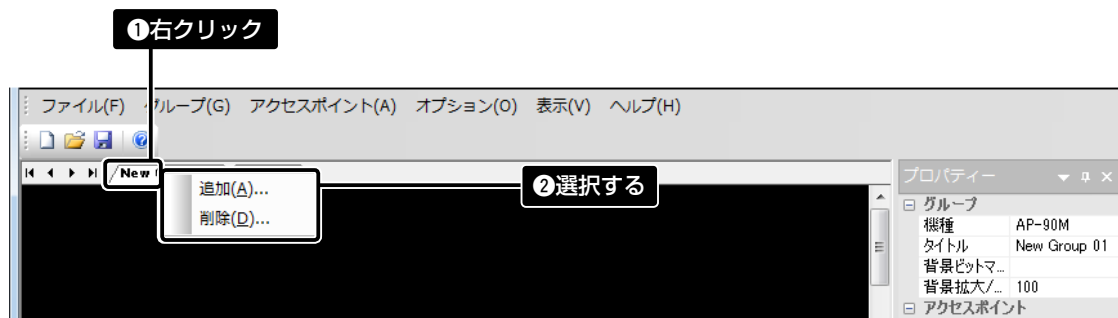 ❶右クリック
ファイル(F) グループ(G) アクセスポイント(A) オプション(O) 表示(V) ヘルプ(H)
New
追加(A)...
削除(D)...
❷選択する
プロパティー
グループ
機種 AP-90M
タイトル New Group 01
背景ビットマ...
背景拡大/... 100
アクセスポイント